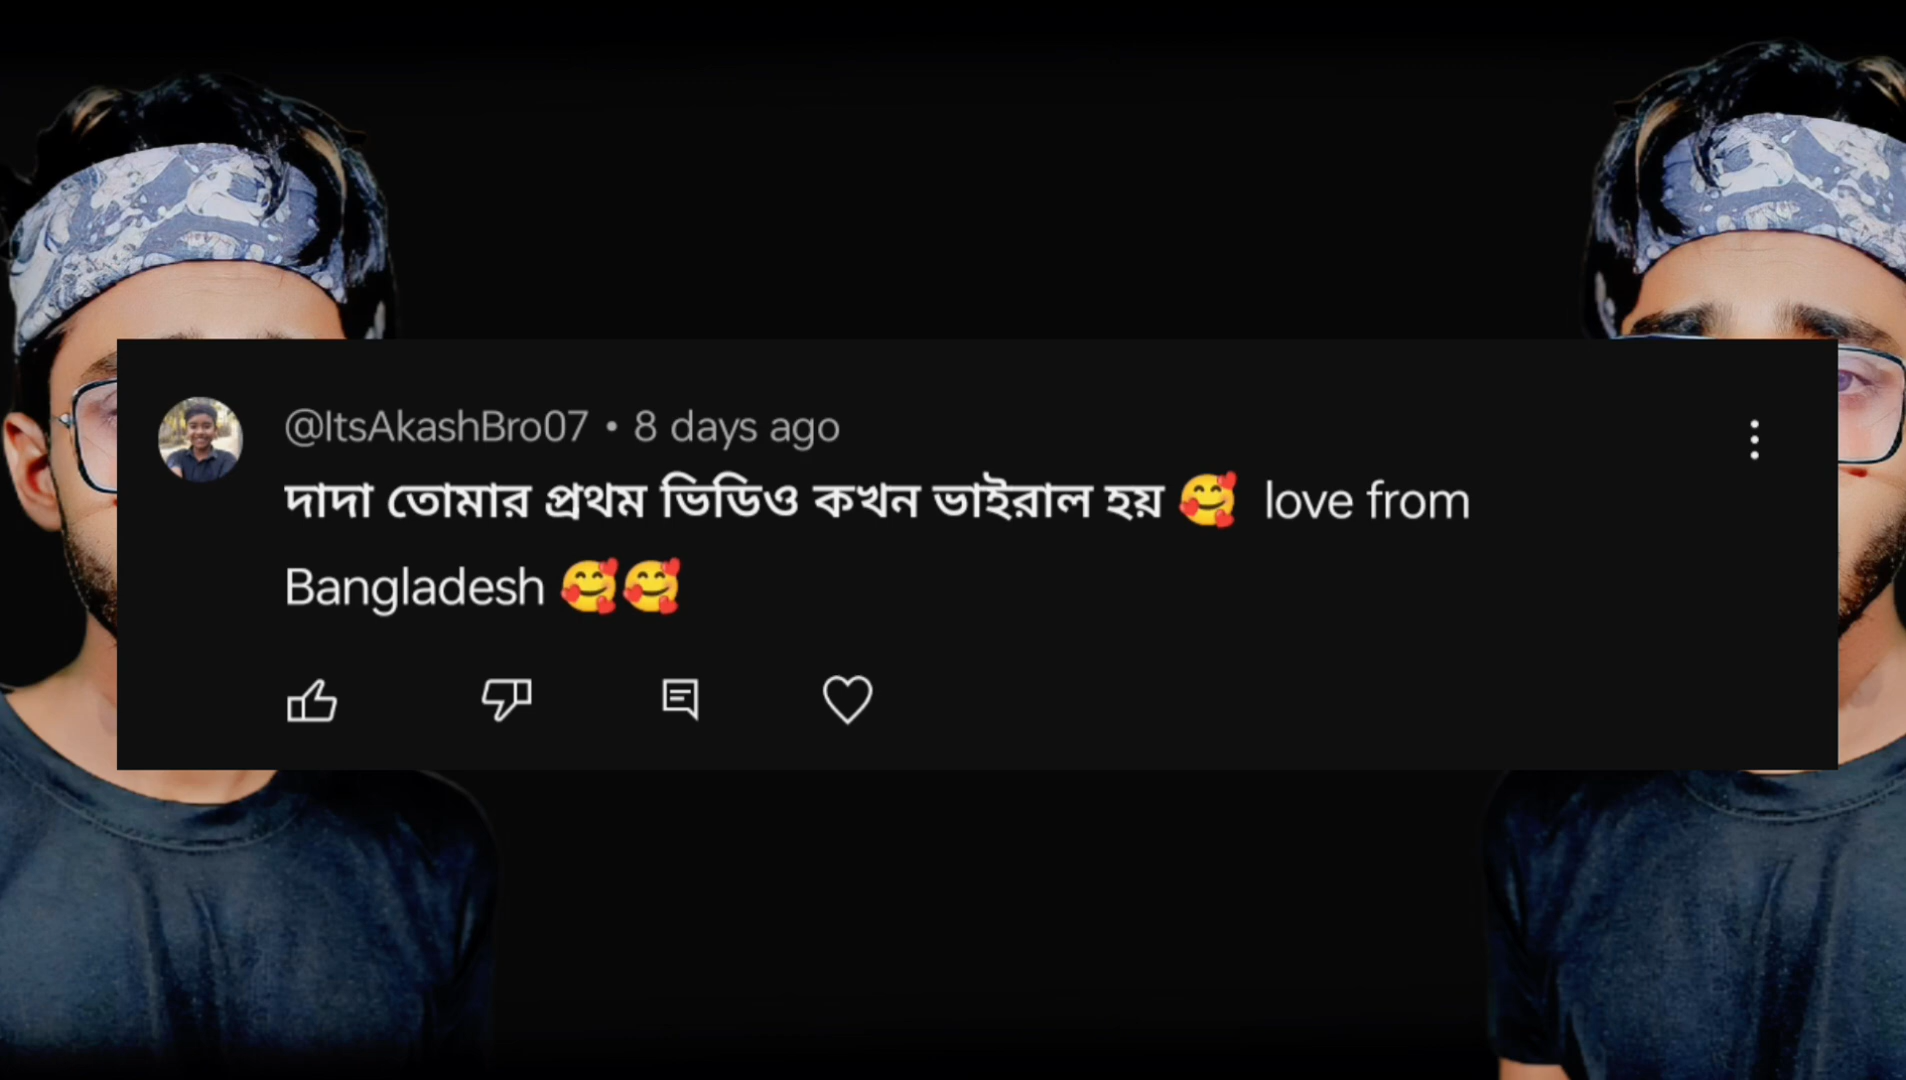 @ItsAkashBro07 • 8 days ago
দাদা তোমার প্রথম ভিডিও কখন ভাইরাল হয় 🥰 love from
Bangladesh 🥰🥰